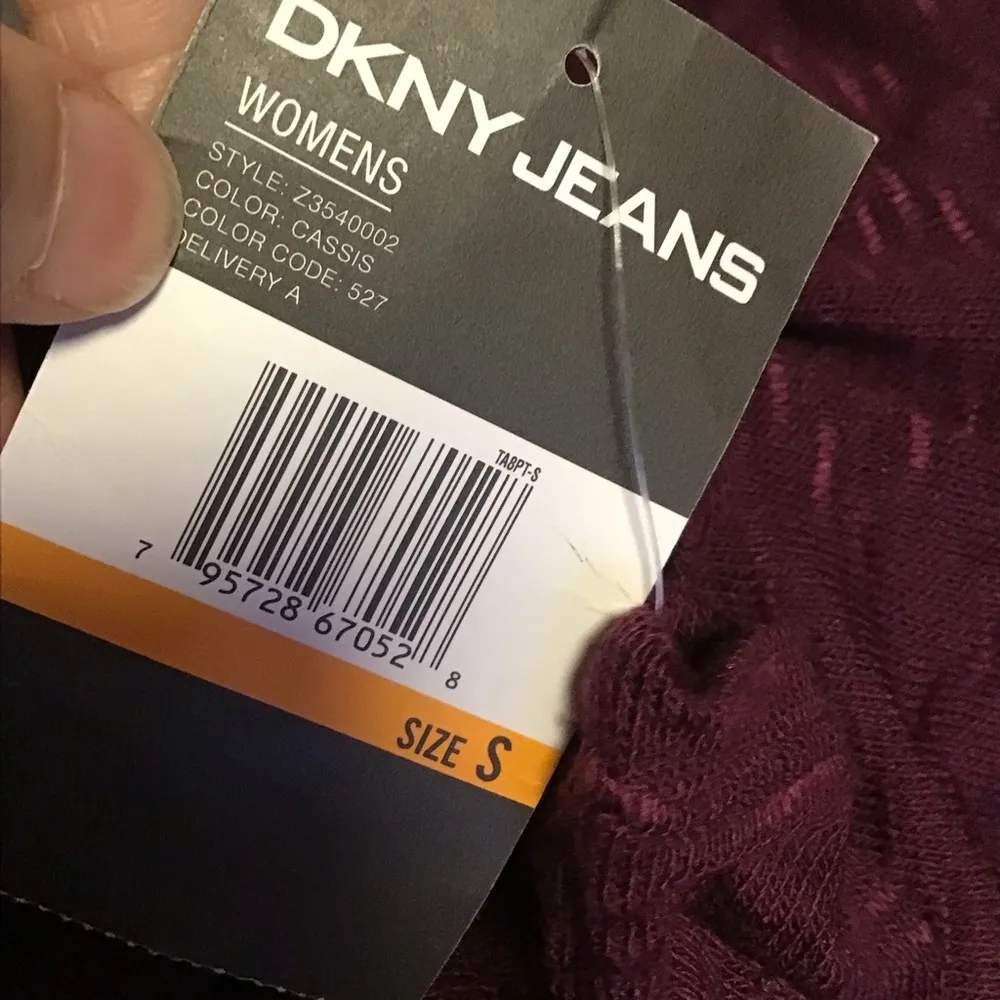 DKNY JEANS
WOMENS
STYLE: Z3540002
COLOR: CASSIS
COLOR CODE: 527
DELIVERY A
TA8PT-S
7 95728 67052 8
SIZE S